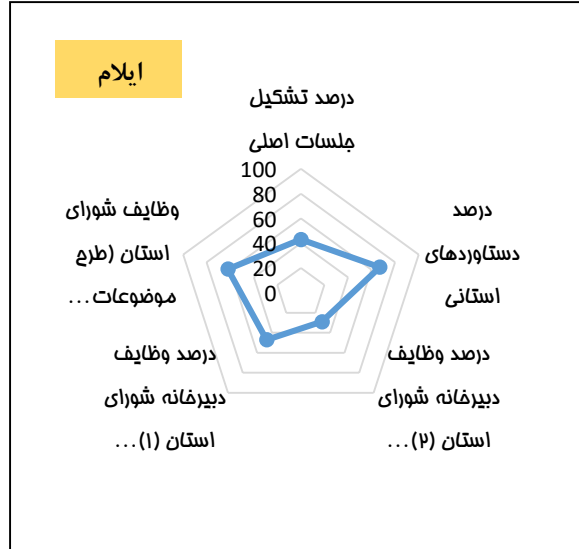 ایلام
درصد تشکیل
جلسات اصلی
100
80
60
40
20
0
درصد
دستاوردهای
استانی
درصد وظایف
دبیرخانه شورای
استان (۲)...
درصد وظایف
دبیرخانه شورای
استان (۱)...
وظایف شورای
استان (طرح
موضوعات...